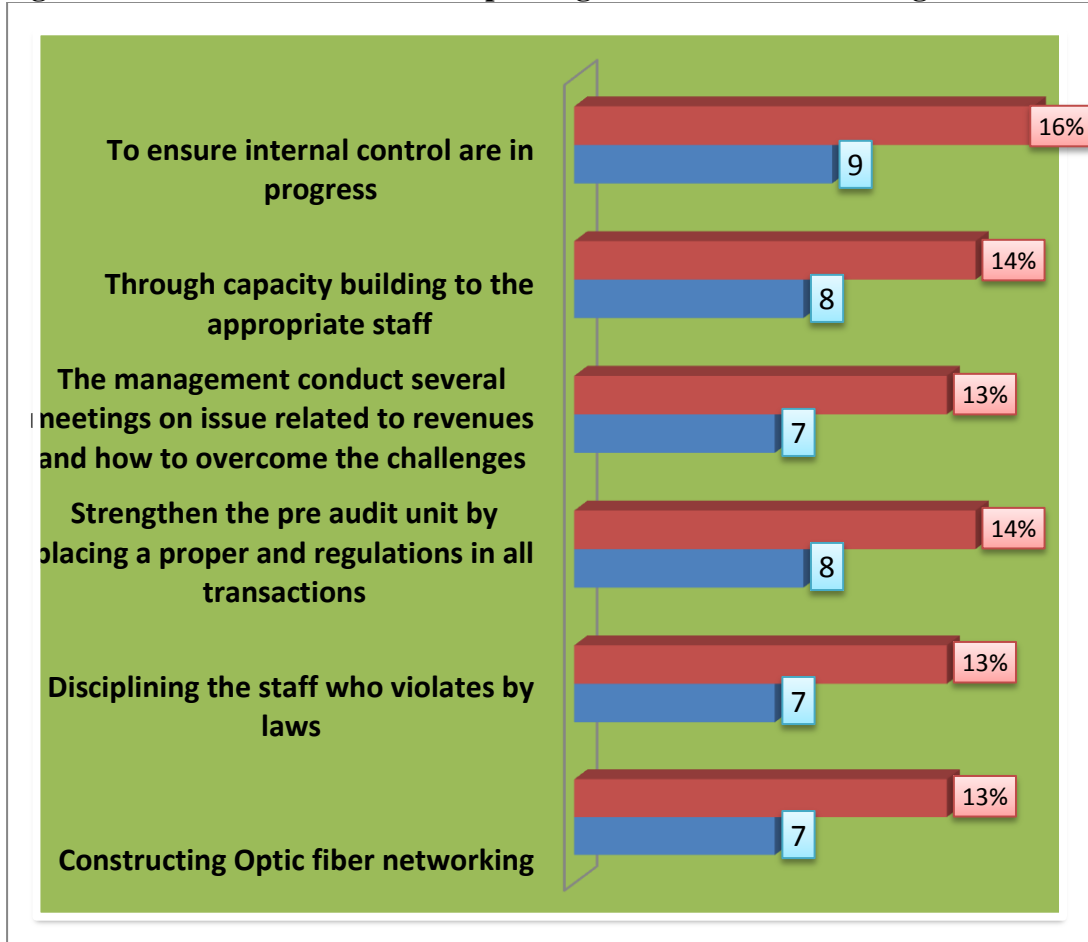 To ensure internal control are in
progress
16%
9
Through capacity building to the
appropriate staff
14%
8
The management conduct several
meetings on issue related to revenues
and how to overcome the challenges
13%
7
Strengthen the pre audit unit by
placing a proper and regulations in all
transactions
14%
8
Disciplining the staff who violates by
laws
13%
7
Constructing Optic fiber networking
13%
7